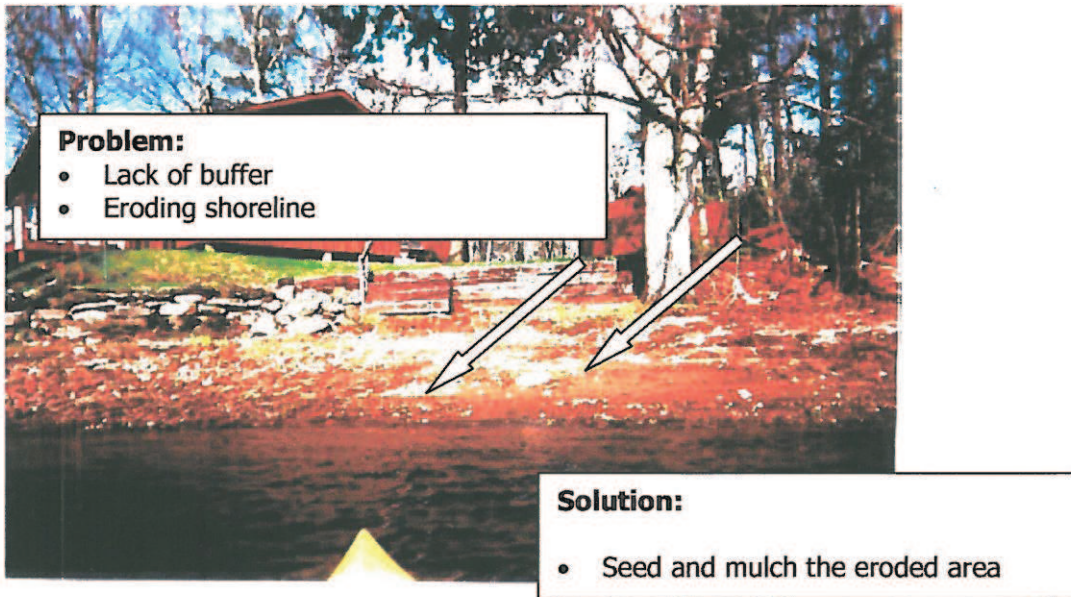 Problem:
• Lack of buffer
• Eroding shoreline
Solution:
• Seed and mulch the eroded area